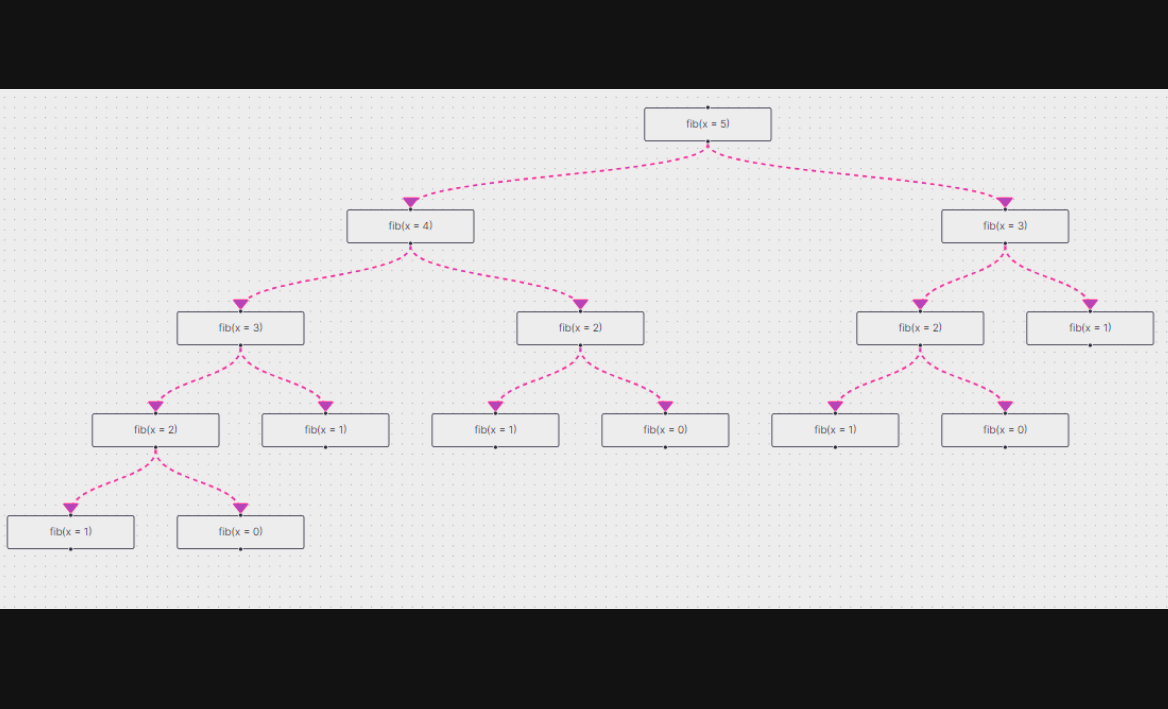 fib(x = 5)
fib(x = 4)
fib(x = 3)
fib(x = 3)
fib(x = 2)
fib(x = 2)
fib(x = 1)
fib(x = 2)
fib(x = 1)
fib(x = 1)
fib(x = 0)
fib(x = 1)
fib(x = 0)
fib(x = 1)
fib(x = 0)